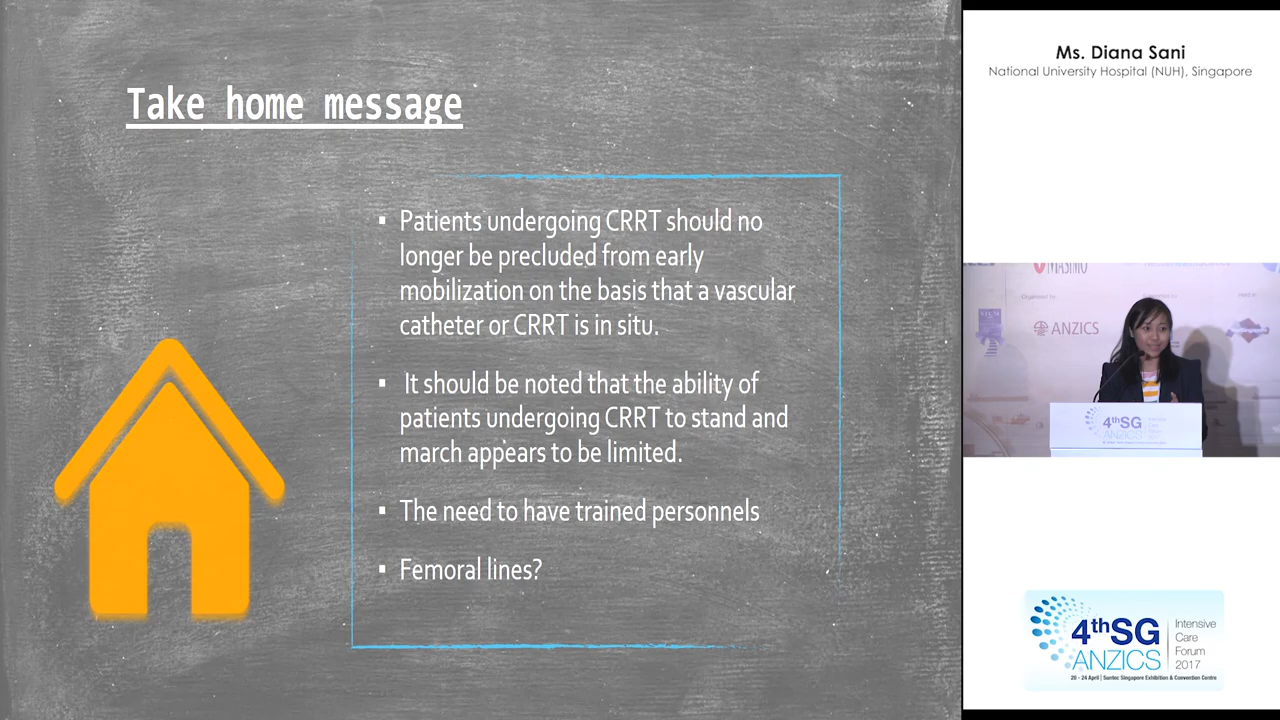 Take home message
▪ Patients undergoing CRRT should no
longer be precluded from early
mobilization on the basis that a vascular
catheter or CRRT is in situ.
▪ It should be noted that the ability of
patients undergoing CRRT to stand and
march appears to be limited.
▪ The need to have trained personnels
▪ Femoral lines?
Ms. Diana Sani
National University Hospital (NUH), Singapore
MASIMO
ANZICS
4thSG
ANZICS
4thSG
ANZICS
Intensive
Care
Forum
2017
20 - 24 April | Suntec Singapore Exhibition & Convention Centre